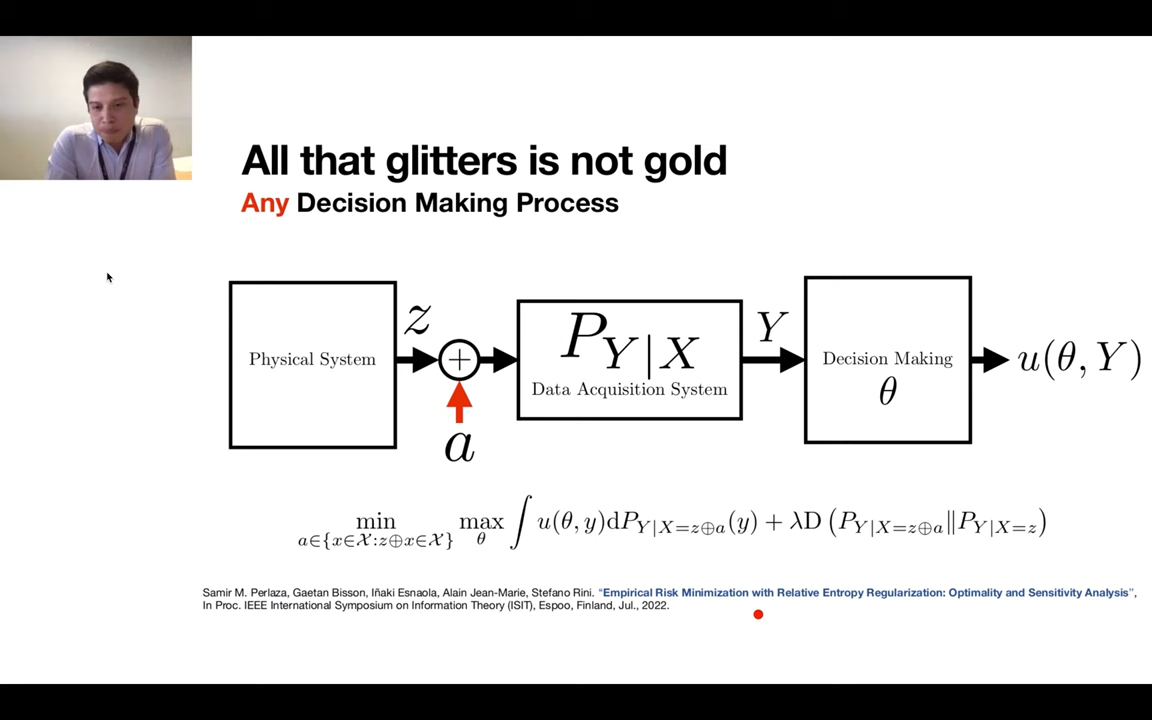 All that glitters is not gold
Any Decision Making Process
Physical System
z
+
a
P_{Y|X}
Data Acquisition System
Y
Decision Making
θ
u(θ, Y)
min_{a∈{x∈𝒳:z⊕x∈𝒳}} max_θ ∫ u(θ, y)dP_{Y|X=z⊕a}(y) + λD (P_{Y|X=z⊕a}‖P_{Y|X=z})
Samir M. Perlaza, Gaetan Bisson, Iñaki Esnaola, Alain Jean-Marie, Stefano Rini. “Empirical Risk Minimization with Relative Entropy Regularization: Optimality and Sensitivity Analysis”,
In Proc. IEEE International Symposium on Information Theory (ISIT), Espoo, Finland, Jul., 2022.